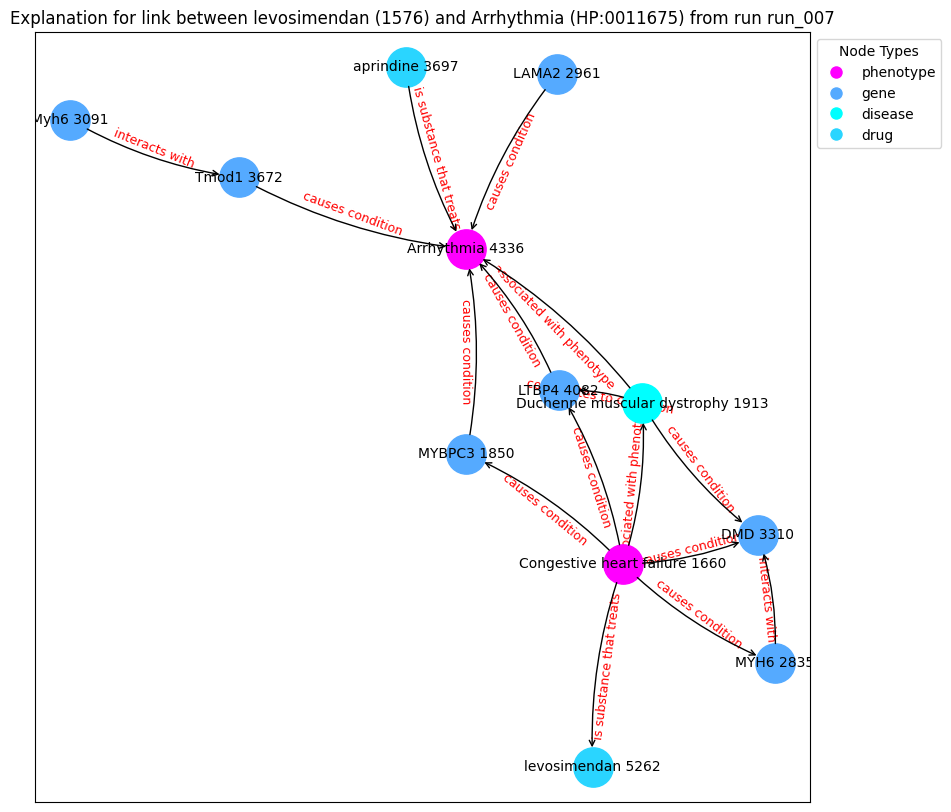 Explanation for link between levosimendan (1576) and Arrhythmia (HP:0011675) from run run_007
Node Types
phenotype
gene
disease
drug
aprindine 3697
LAMA2 2961
Myh6 3091
is substance that treats
causes condition
interacts with
Tmod1 3672
causes condition
Arrhythmia 4336
associated with phenotype
causes condition
causes condition
LTBP4 4082
Duchenne muscular dystrophy 1913
causes condition
MYBPC3 1850
causes condition
causes condition
DMD 3310
causes condition
Congestive heart failure 1660
interacts with
causes condition
is substance that treats
MYH6 2835
levosimendan 5262